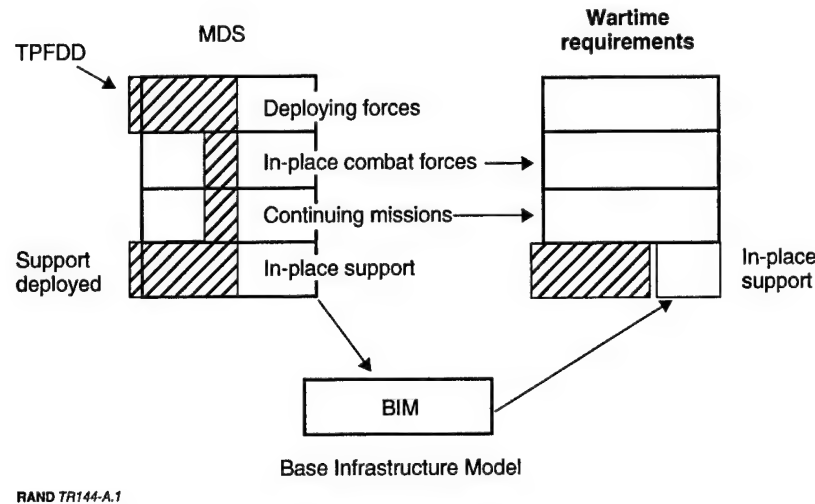 MDS
Wartime
requirements
TPFDD
Deploying forces
In-place combat forces
Continuing missions
Support
deployed
In-place support
In-place
support
BIM
Base Infrastructure Model
RAND TR144-A.1